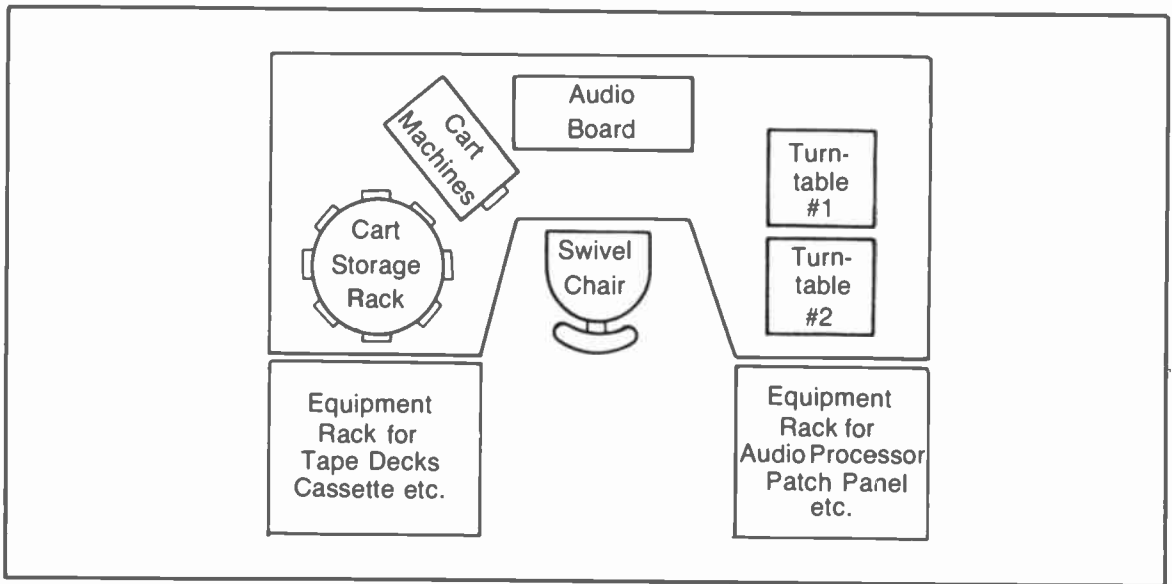 Audio
Board
Cart
Machines
Turn-
table
#1
Cart
Storage
Rack
Swivel
Chair
Turn-
table
#2
Equipment
Rack for
Tape Decks
Cassette etc.
Equipment
Rack for
Audio Processor
Patch Panel
etc.